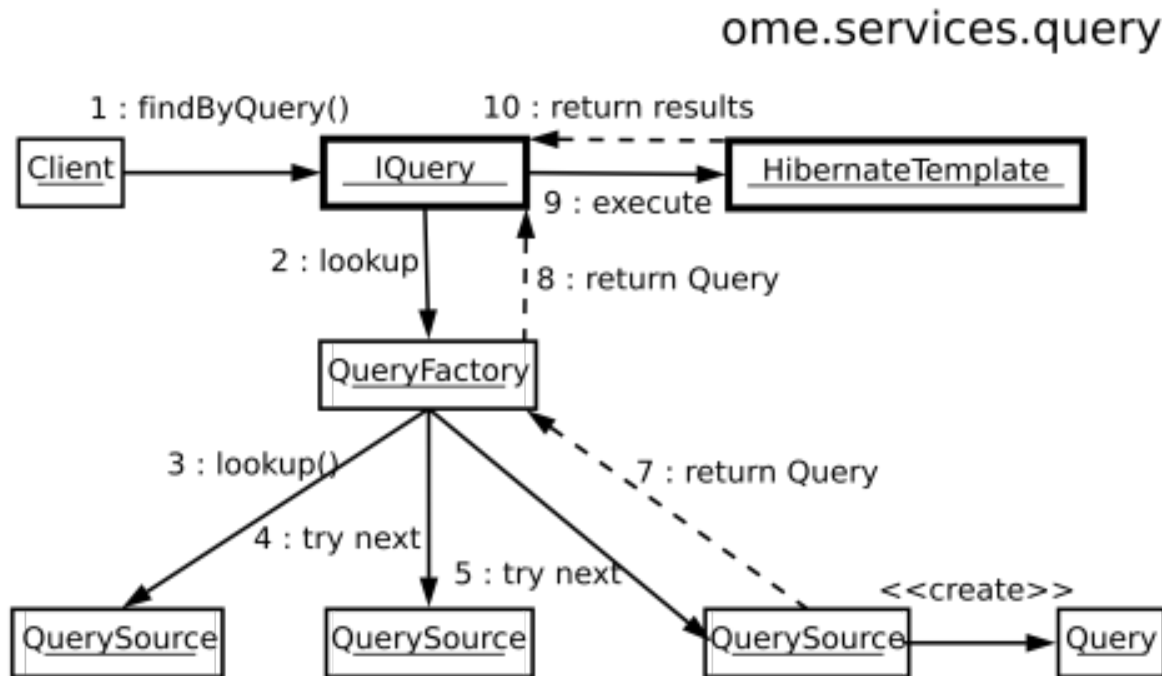 ome.services.query
1 : findByQuery()
10 : return results
Client
IQuery
HibernateTemplate
9 : execute
2 : lookup
8 : return Query
QueryFactory
3 : lookup()
7 : return Query
4 : try next
5 : try next
<<create>>
QuerySource
QuerySource
QuerySource
Query